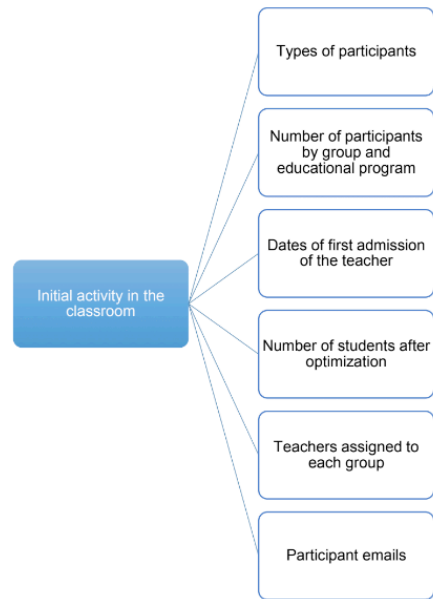 Types of participants
Number of participants
by group and
educational program
Dates of first admission
of the teacher
Initial activity in the
classroom
Number of students after
optimization
Teachers assigned to
each group
Participant emails